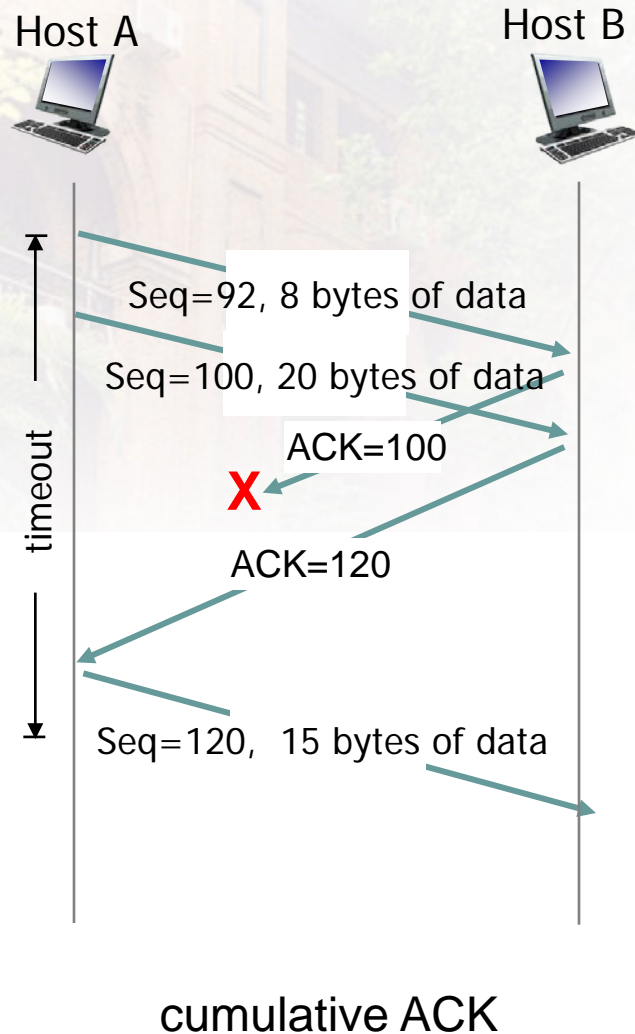 Host A
Host B
Seq=92, 8 bytes of data
Seq=100, 20 bytes of data
ACK=100
X
timeout
ACK=120
Seq=120, 15 bytes of data
cumulative ACK